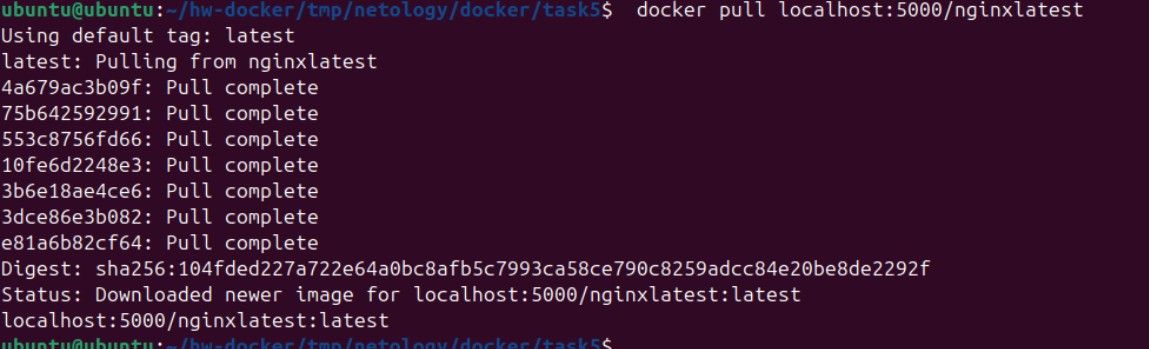 ubuntu@ubuntu:~/hw-docker/tmp/netology/docker/task5$  docker pull localhost:5000/nginxlatest
Using default tag: latest
latest: Pulling from nginxlatest
4a679ac3b09f: Pull complete
75b642592991: Pull complete
553c8756fd66: Pull complete
10fe6d2248e3: Pull complete
3b6e18ae4ce6: Pull complete
3dce86e3b082: Pull complete
e81a6b82cf64: Pull complete
Digest: sha256:104fded227a722e64a0bc8afb5c7993ca58ce790c8259adcc84e20be8de2292f
Status: Downloaded newer image for localhost:5000/nginxlatest:latest
localhost:5000/nginxlatest:latest
ubuntu@ubuntu:~/hw-docker/tmp/netology/docker/task5$